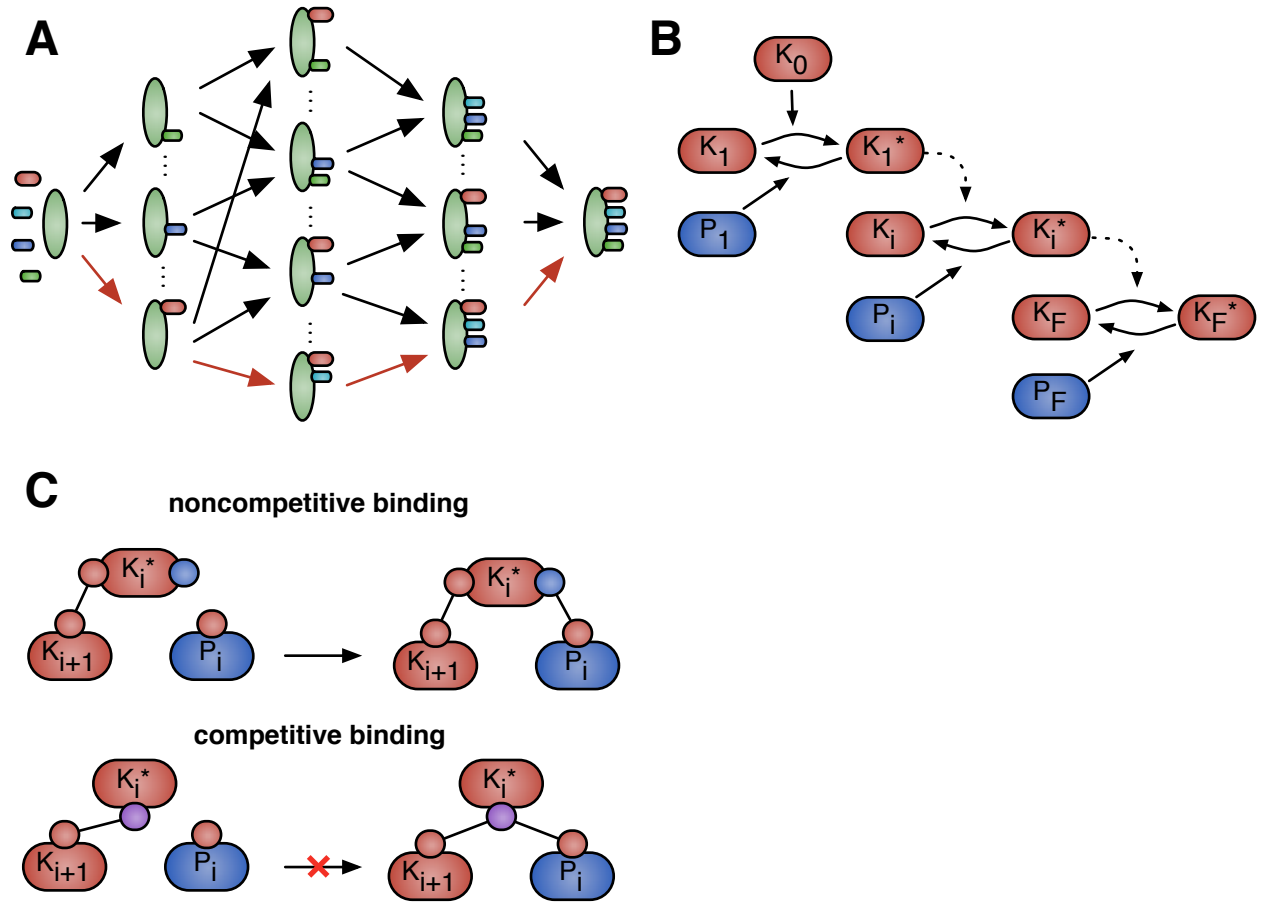 A
B
K0
K1
K1*
P1
Ki
Ki*
Pi
KF
KF*
PF
C
noncompetitive binding
Ki*
Ki+1
Pi
Ki*
Ki+1
Pi
competitive binding
Ki*
Ki+1
Pi
Ki*
Ki+1
Pi